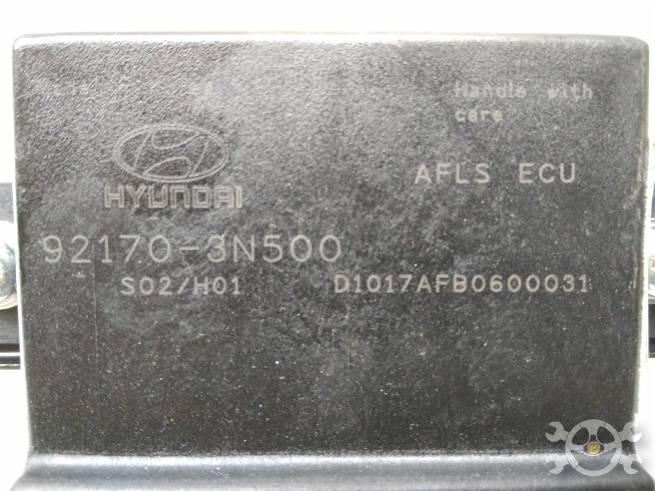 Handle with
care
HYUNDAI
AFLS ECU
92170-3N500
S02/H01 D1017AFB0600031